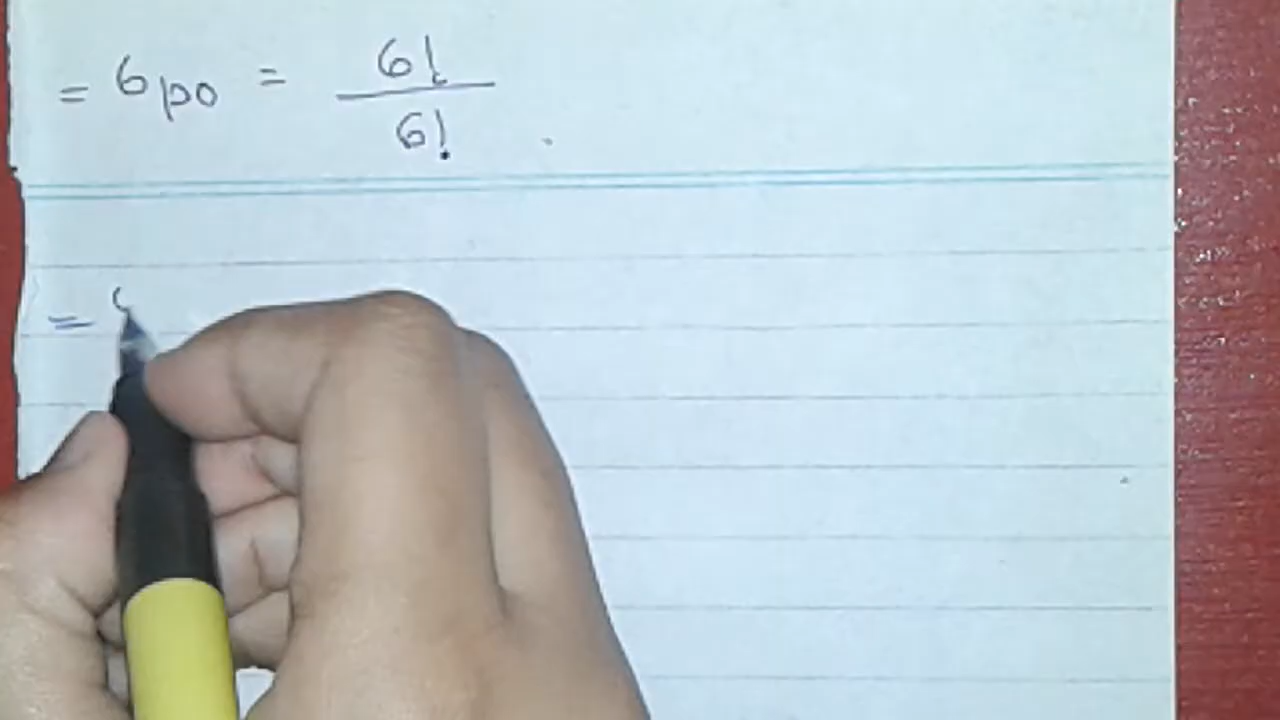 = 6p0 = 6! / 6!
=